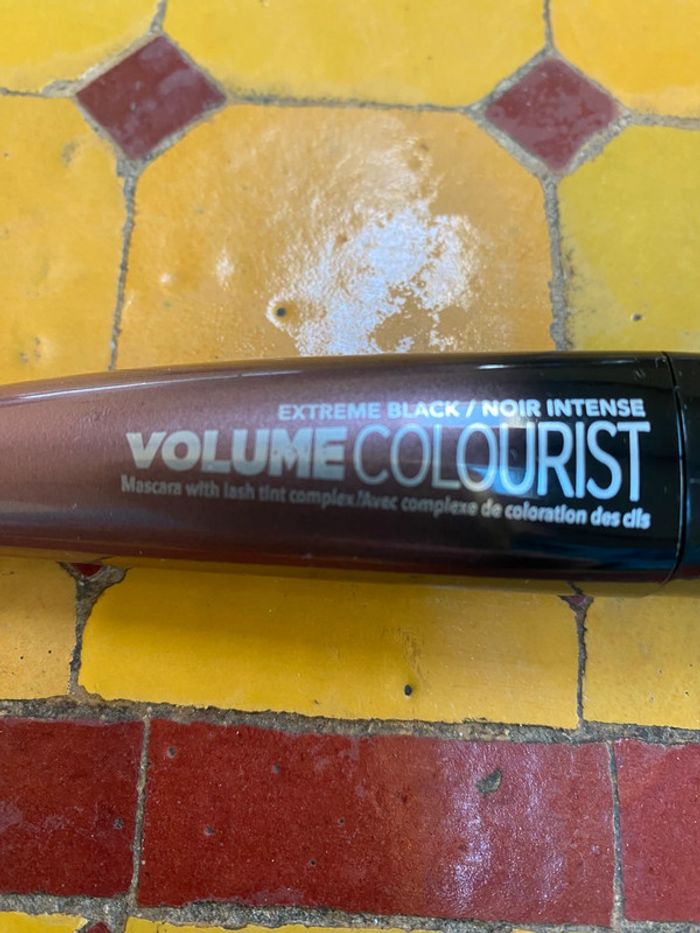 EXTREME BLACK / NOIR INTENSE
VOLUME COLOURIST
Mascara with lash tint complex/Avec complexe de coloration des cils